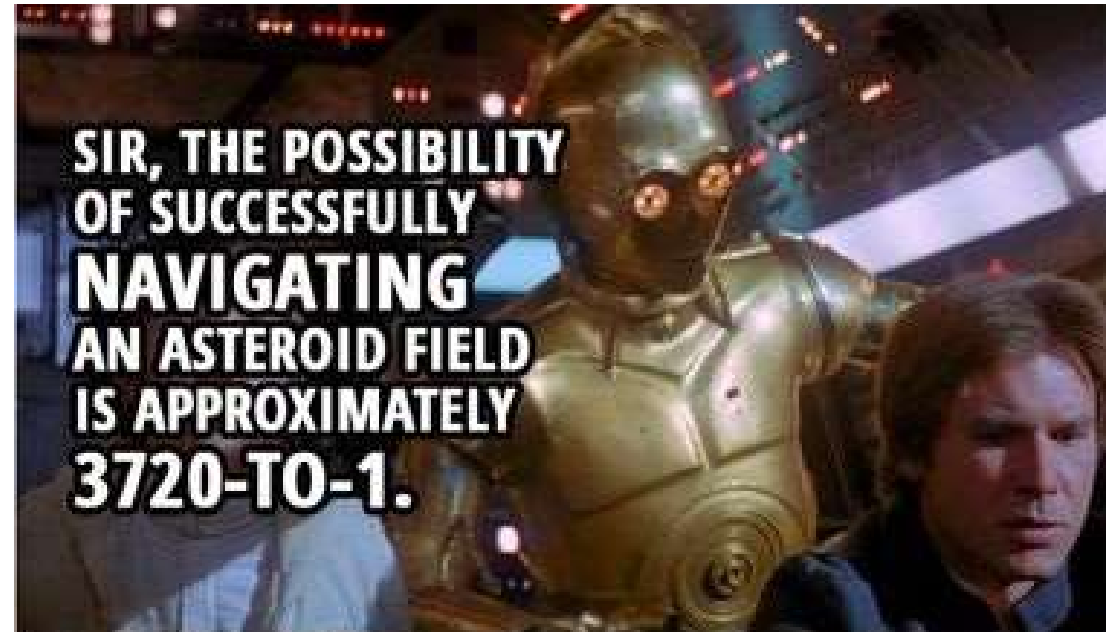 SIR, THE POSSIBILITY
OF SUCCESSFULLY
NAVIGATING
AN ASTEROID FIELD
IS APPROXIMATELY
3720-TO-1.